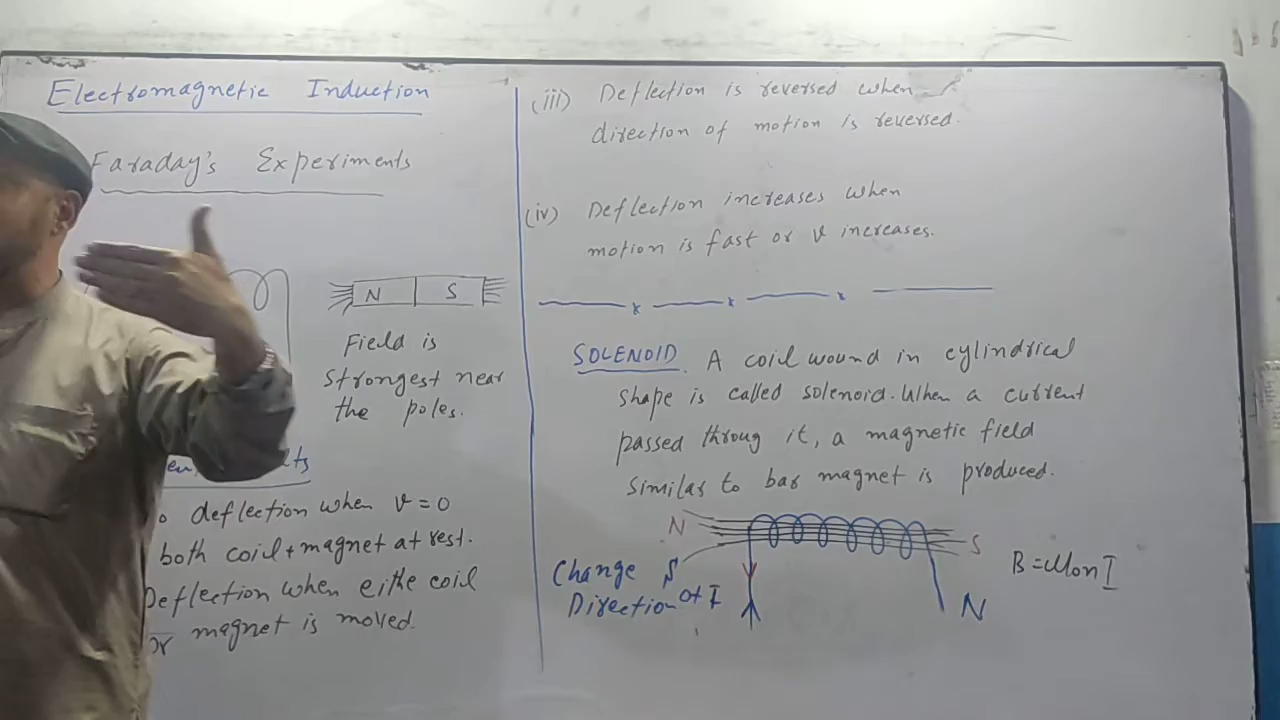 Electromagnetic Induction
Faraday's Experiments
N S
Field is
strongest near
the poles.
deflection when v=0
both coil+magnet at rest.
Deflection when eithe coil
or magnet is moved.
(iii) Deflection is reversed when
direction of motion is reversed.
(iv) Deflection increases when
motion is fast or v increases.
SOLENOID. A coil wound in cylindrical
shape is called solenoid. When a current
passed throug it, a magnetic field
similar to bar magnet is produced.
N S
Change S
Direction of I
N
B=μonI